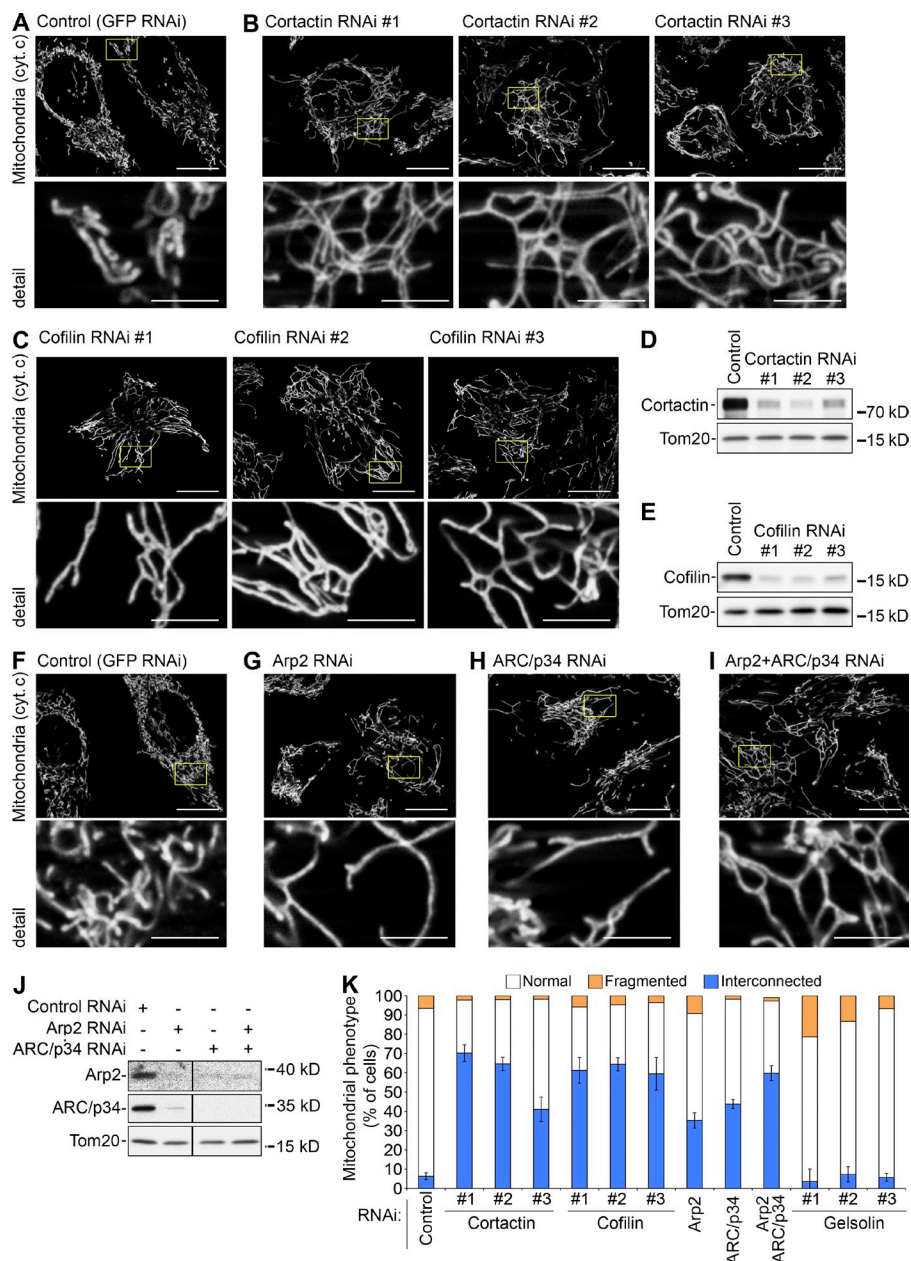 A Control (GFP RNAi)
B Cortactin RNAi #1 Cortactin RNAi #2 Cortactin RNAi #3
Mitochondria (cyt. c)
detail
C Cofilin RNAi #1 Cofilin RNAi #2 Cofilin RNAi #3
Mitochondria (cyt. c)
detail
D
Control
Cortactin RNAi
#1 #2 #3
Cortactin-
–70 kD
Tom20-
–15 kD
E
Control
Cofilin RNAi
#1 #2 #3
Cofilin-
–15 kD
Tom20-
–15 kD
F Control (GFP RNAi)
G Arp2 RNAi
H ARC/p34 RNAi
I Arp2+ARC/p34 RNAi
Mitochondria (cyt. c)
detail
J
Control RNAi + - - -
Arp2 RNAi - + - +
ARC/p34 RNAi - - + +
Arp2-
– 40 kD
ARC/p34-
– 35 kD
Tom20-
– 15 kD
K
Normal Fragmented Interconnected
Mitochondrial phenotype
(% of cells)
100
90
80
70
60
50
40
30
20
10
0
RNAi:
Control
#1 #2 #3
Cortactin
#1 #2 #3
Cofilin
Arp2
ARC/p34
Arp2
ARC/p34
#1 #2 #3
Gelsolin